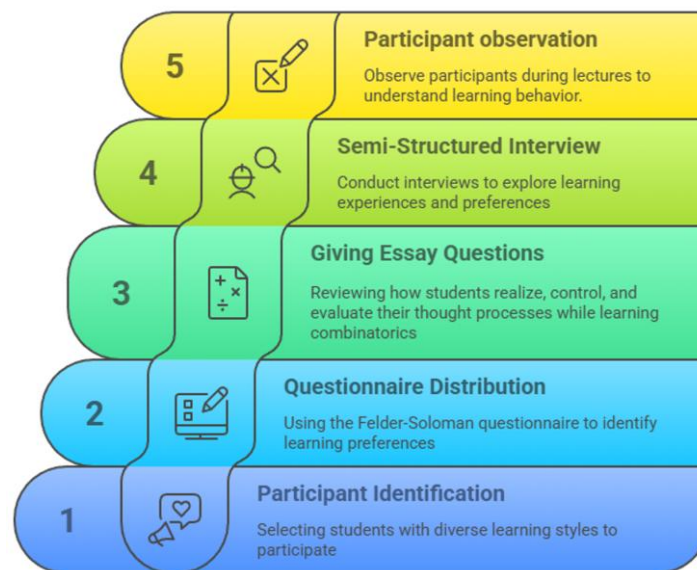 5
Participant observation
Observe participants during lectures to
understand learning behavior.
4
Semi-Structured Interview
Conduct interviews to explore learning
experiences and preferences
3
Giving Essay Questions
Reviewing how students realize, control, and
evaluate their thought processes while learning
combinatorics
2
Questionnaire Distribution
Using the Felder-Soloman questionnaire to identify
learning preferences
1
Participant Identification
Selecting students with diverse learning styles to
participate